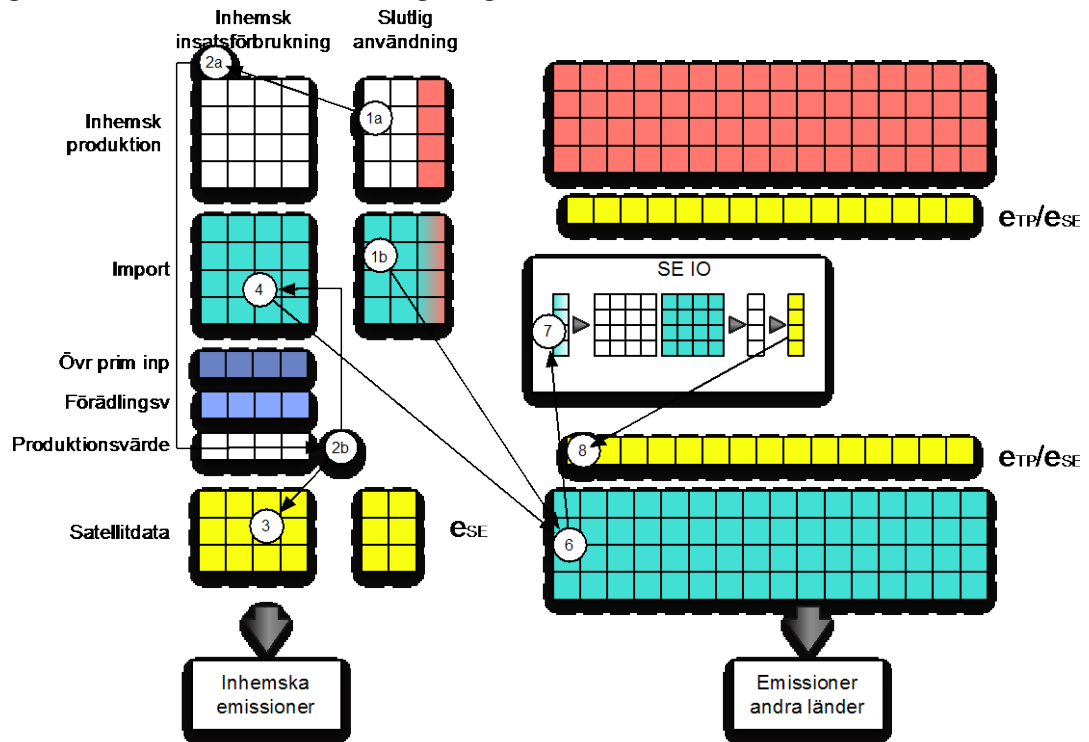 Inhemsk
insatsförbrukning
Slutlig
användning
2a
1a
Inhemsk
produktion
eTP/eSE
Import
1b
4
SE IO
7
Övr prim inp
Förädlingsv
Produktionsvärde
2b
8
eTP/eSE
Satellitdata
3
eSE
6
Inhemska
emissioner
Emissioner
andra länder